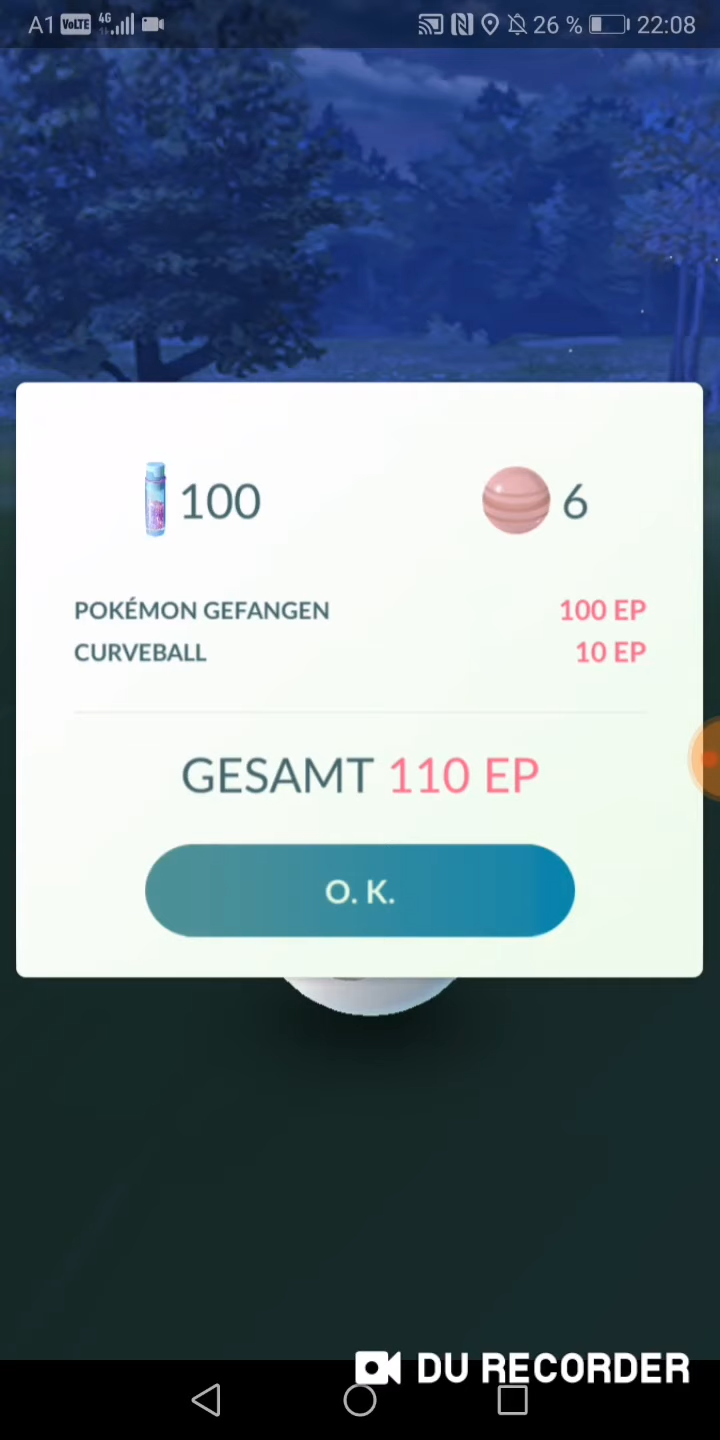 A1 VoLTE 4G 26 % 22:08
100 6
POKÉMON GEFANGEN 100 EP
CURVEBALL 10 EP
GESAMT 110 EP
O. K.
DU RECORDER